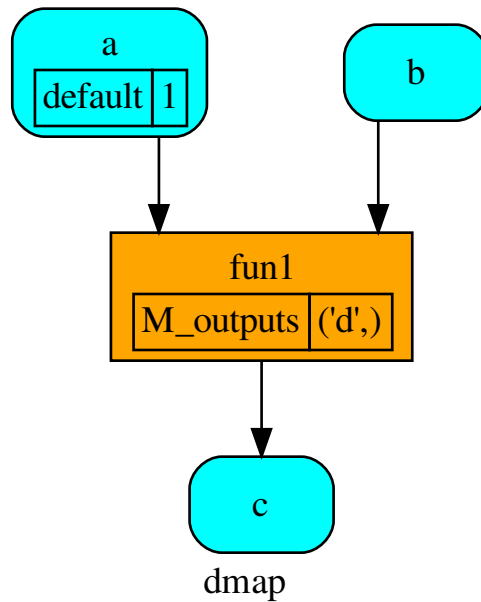 a
b
default 1
fun1
M_outputs ('d',)
c
dmap